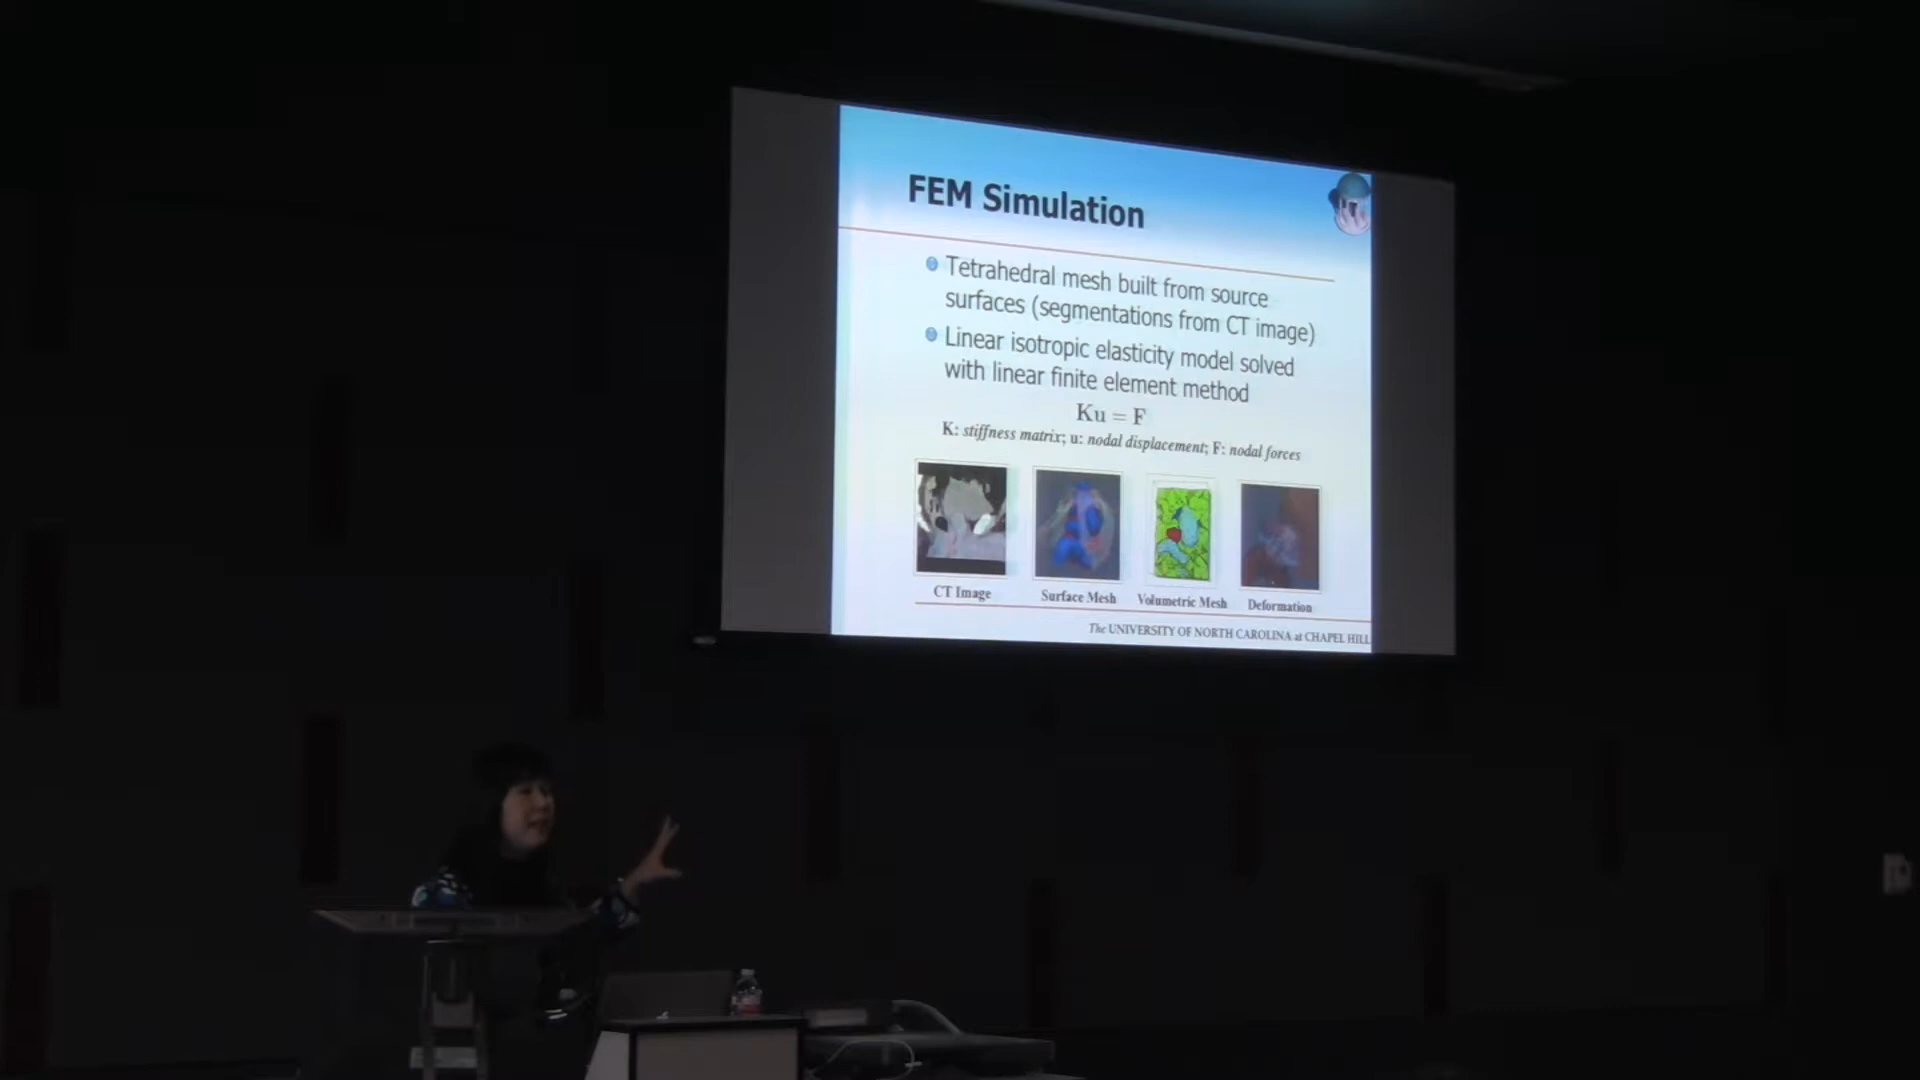 FEM Simulation
Tetrahedral mesh built from source
surfaces (segmentations from CT image)
Linear isotropic elasticity model solved
with linear finite element method
Ku = F
K: stiffness matrix; u: nodal displacement; F: nodal forces
CT Image
Surface Mesh
Volumetric Mesh
Deformation
The UNIVERSITY OF NORTH CAROLINA at CHAPEL HILL